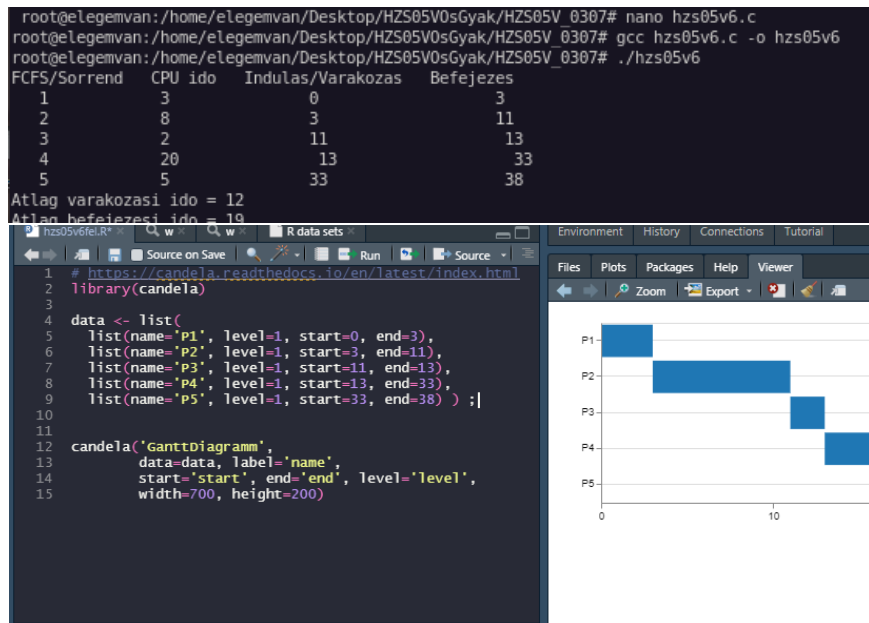 root@elegemvan:/home/elegemvan/Desktop/HZS05VOsGyak/HZS05V_0307# nano hzs05v6.c
root@elegemvan:/home/elegemvan/Desktop/HZS05VOsGyak/HZS05V_0307# gcc hzs05v6.c -o hzs05v6
root@elegemvan:/home/elegemvan/Desktop/HZS05VOsGyak/HZS05V_0307# ./hzs05v6
FCFS/Sorrend CPU ido Indulas/Varakozas Befejezes
1 3 0 3
2 8 3 11
3 2 11 13
4 20 13 33
5 5 33 38
Atlag varakozasi ido = 12
Atlag befejezesi ido = 19
hzs05v6fel.R* w w R data sets
Source on Save Run Source
1 # https://candela.readthedocs.io/en/latest/index.html
2 library(candela)
3
4 data <- list(
5 list(name='P1', level=1, start=0, end=3),
6 list(name='P2', level=1, start=3, end=11),
7 list(name='P3', level=1, start=11, end=13),
8 list(name='P4', level=1, start=13, end=33),
9 list(name='P5', level=1, start=33, end=38) ) ;
10
11
12 candela('GanttDiagramm',
13 data=data, label='name',
14 start='start', end='end', level='level',
15 width=700, height=200)
Environment History Connections Tutorial
Files Plots Packages Help Viewer
Zoom Export
P1
P2
P3
P4
P5
0 10